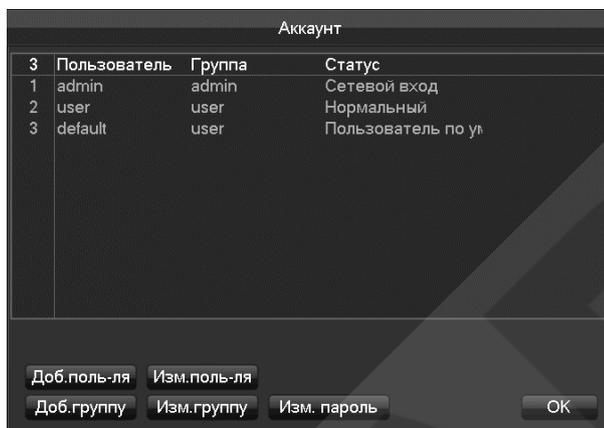 Аккаунт
3 Пользователь Группа Статус
1 admin admin Сетевой вход
2 user user Нормальный
3 default user Пользователь по ум
Доб.поль-ля Изм.поль-ля
Доб.группу Изм.группу Изм. пароль OK